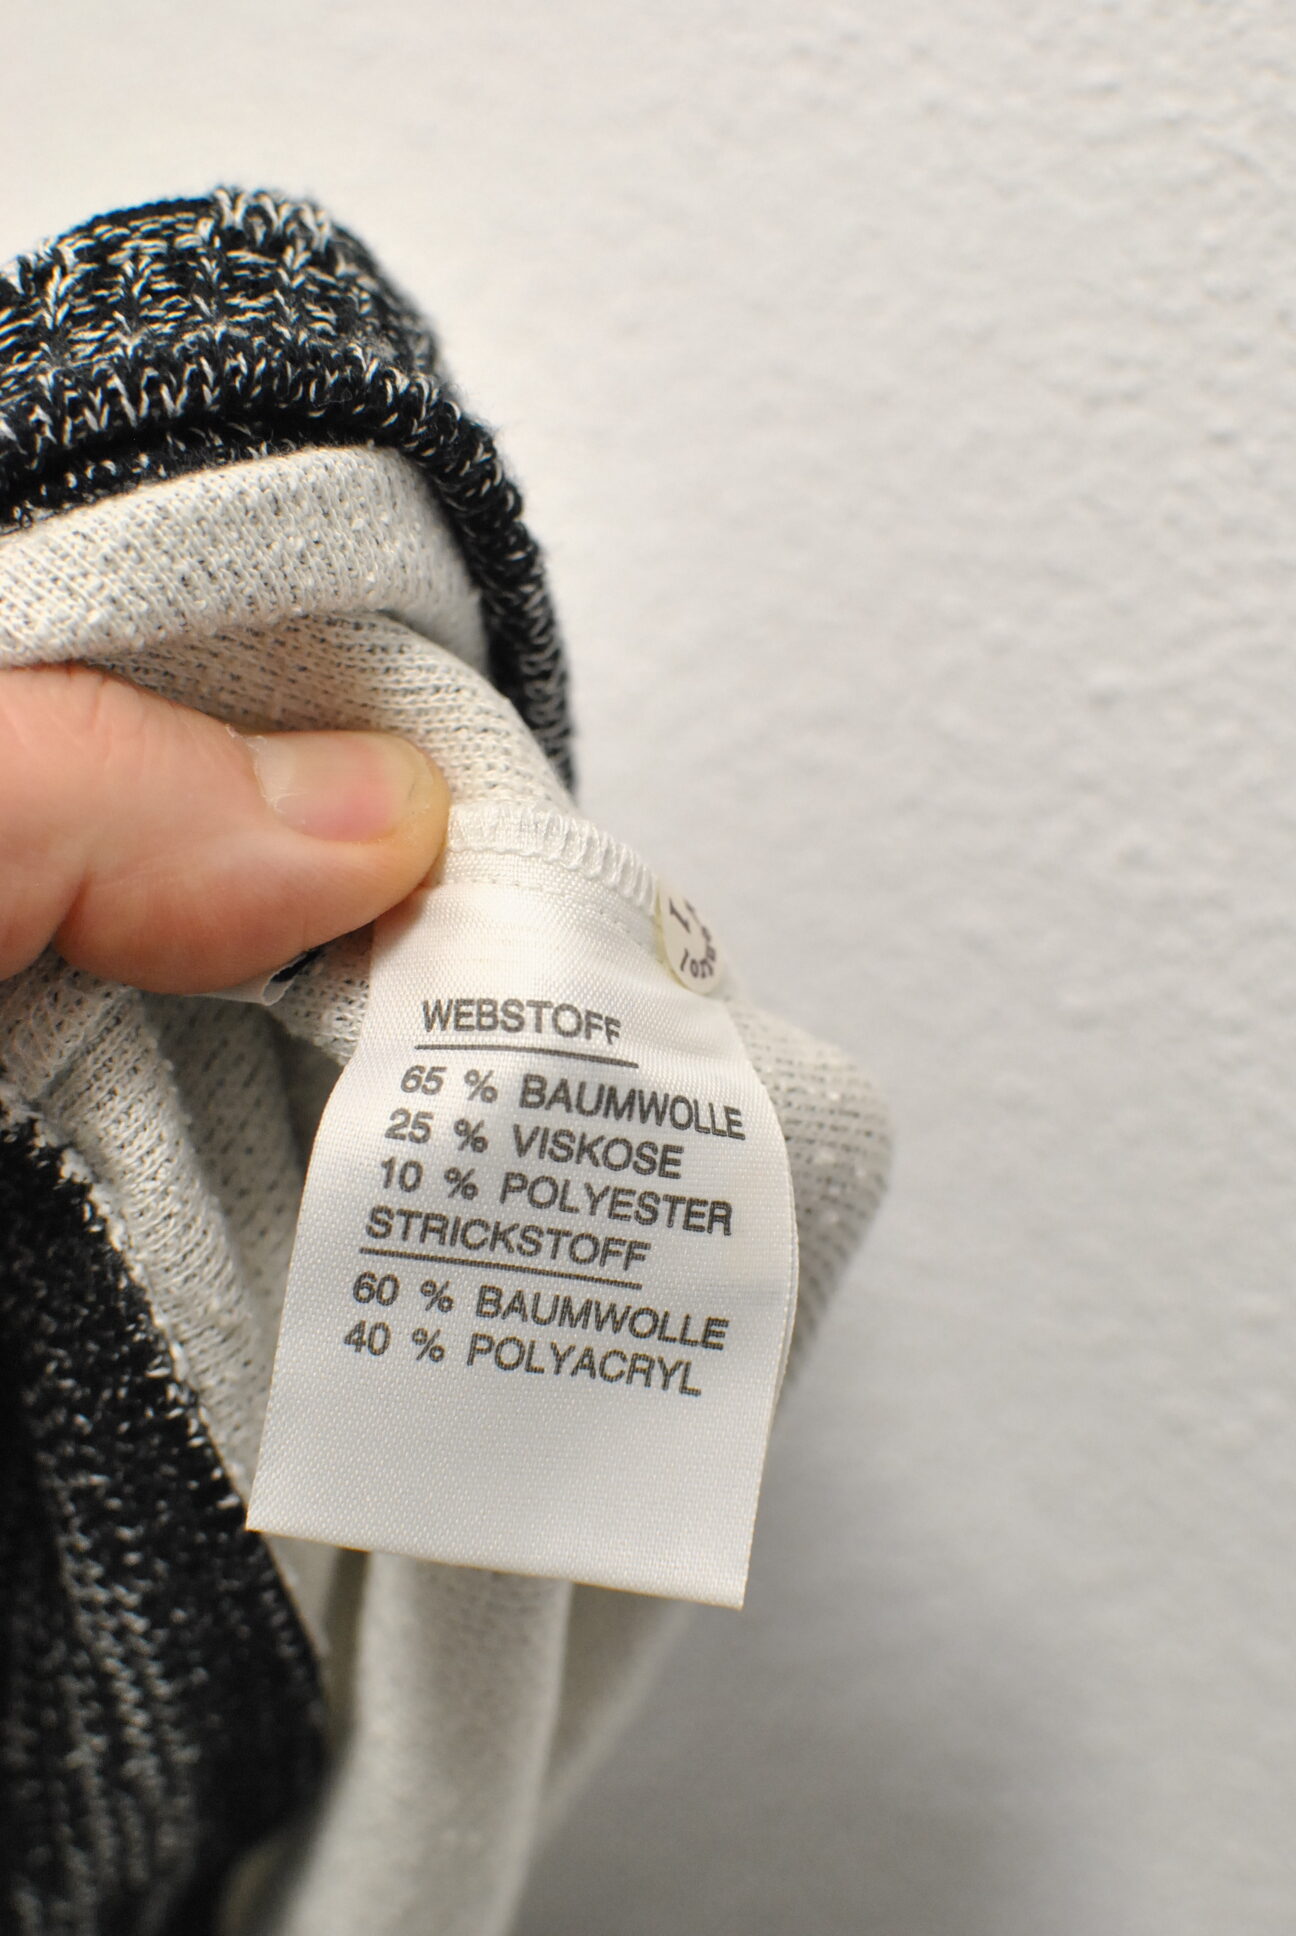 WEBSTOFF
65 % BAUMWOLLE
25 % VISKOSE
10 % POLYESTER
STRICKSTOFF
60 % BAUMWOLLE
40 % POLYACRYL